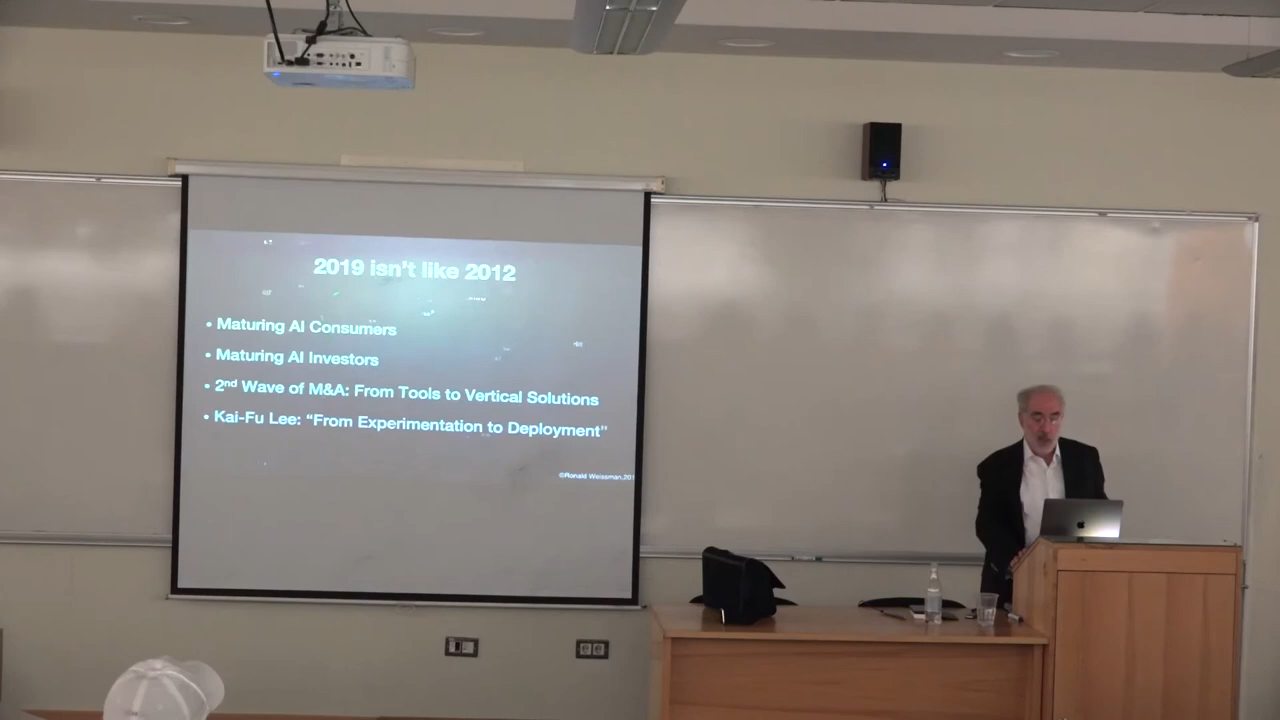 2019 isn't like 2012
• Maturing AI Consumers
• Maturing AI Investors
• 2nd Wave of M&A: From Tools to Vertical Solutions
• Kai-Fu Lee: “From Experimentation to Deployment”
©Ronald Weissman,201